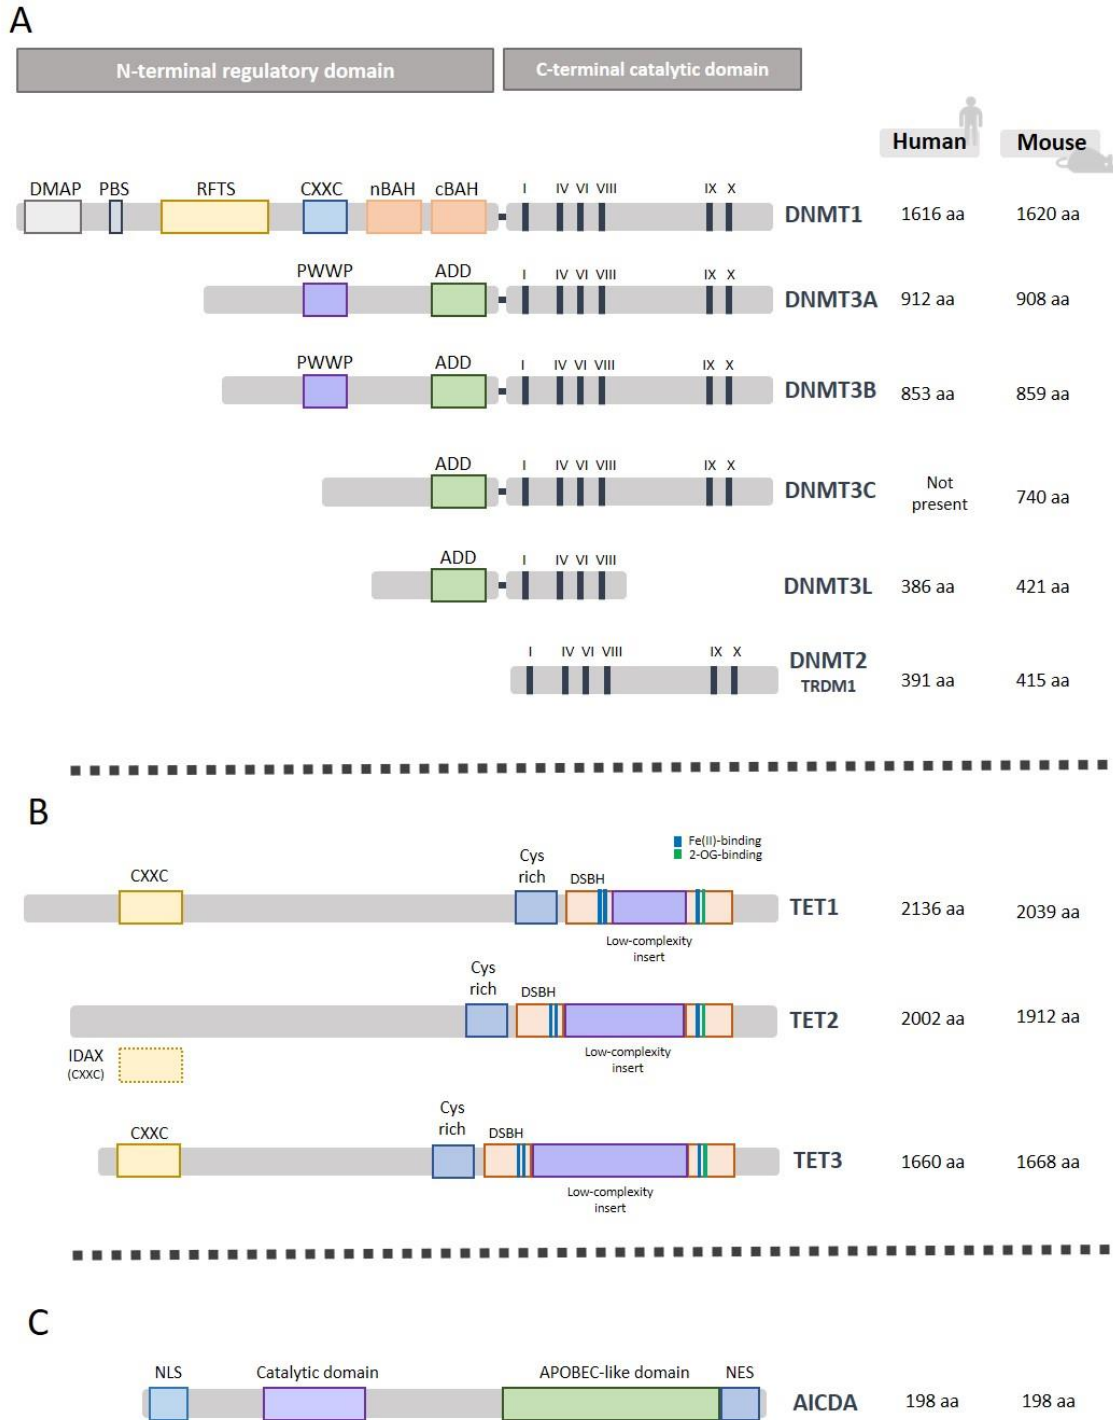 A
N-terminal regulatory domain C-terminal catalytic domain
Human Mouse
DMAP PBS RFTS CXXC nBAH cBAH I IV VI VIII IX X
DNMT1 1616 aa 1620 aa
PWWP ADD I IV VI VIII IX X
DNMT3A 912 aa 908 aa
PWWP ADD I IV VI VIII IX X
DNMT3B 853 aa 859 aa
ADD I IV VI VIII IX X
DNMT3C Not present 740 aa
ADD I IV VI VIII
DNMT3L 386 aa 421 aa
I IV VI VIII IX X
DNMT2
TRDM1 391 aa 415 aa
B
Fe(II)-binding
2-OG-binding
CXXC Cys rich DSBH
TET1 2136 aa 2039 aa
Low-complexity
insert
Cys rich DSBH
TET2 2002 aa 1912 aa
Low-complexity
insert
IDAX
(CXXC)
CXXC Cys rich DSBH
TET3 1660 aa 1668 aa
Low-complexity
insert
C
NLS Catalytic domain APOBEC-like domain NES
AICDA 198 aa 198 aa